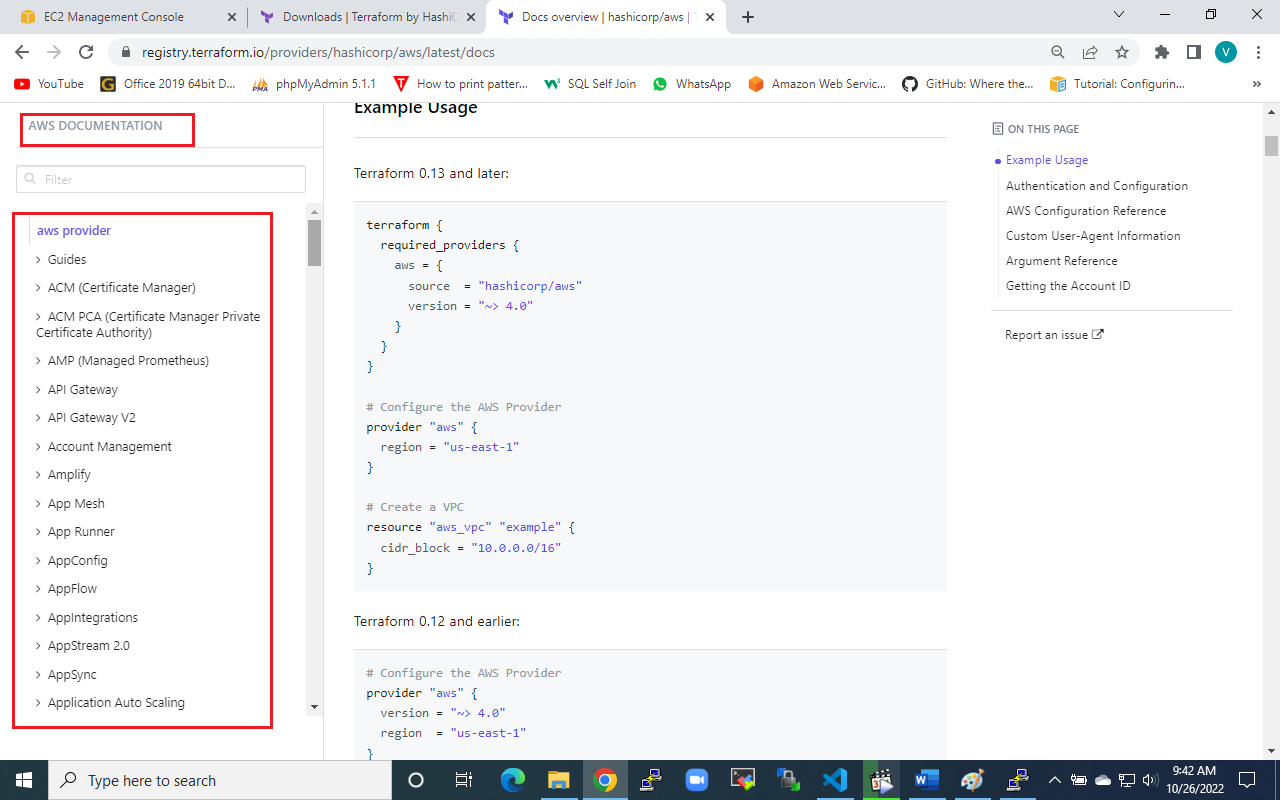 EC2 Management Console
Downloads | Terraform by HashiC
Docs overview | hashicorp/aws | T
registry.terraform.io/providers/hashicorp/aws/latest/docs
V
YouTube
Office 2019 64bit D...
phpMyAdmin 5.1.1
How to print patter...
SQL Self Join
WhatsApp
Amazon Web Servic...
GitHub: Where the...
Tutorial: Configurin...
»
AWS DOCUMENTATION
Filter
aws provider
Guides
ACM (Certificate Manager)
ACM PCA (Certificate Manager Private
Certificate Authority)
AMP (Managed Prometheus)
API Gateway
API Gateway V2
Account Management
Amplify
App Mesh
App Runner
AppConfig
AppFlow
AppIntegrations
AppStream 2.0
AppSync
Application Auto Scaling
Example Usage
Terraform 0.13 and later:
terraform {
  required_providers {
    aws = {
      source  = "hashicorp/aws"
      version = "~> 4.0"
    }
  }
}
# Configure the AWS Provider
provider "aws" {
  region = "us-east-1"
}
# Create a VPC
resource "aws_vpc" "example" {
  cidr_block = "10.0.0.0/16"
}
Terraform 0.12 and earlier:
# Configure the AWS Provider
provider "aws" {
  version = "~> 4.0"
  region  = "us-east-1"
}
ON THIS PAGE
Example Usage
Authentication and Configuration
AWS Configuration Reference
Custom User-Agent Information
Argument Reference
Getting the Account ID
Report an issue
Type here to search
9:42 AM
10/26/2022